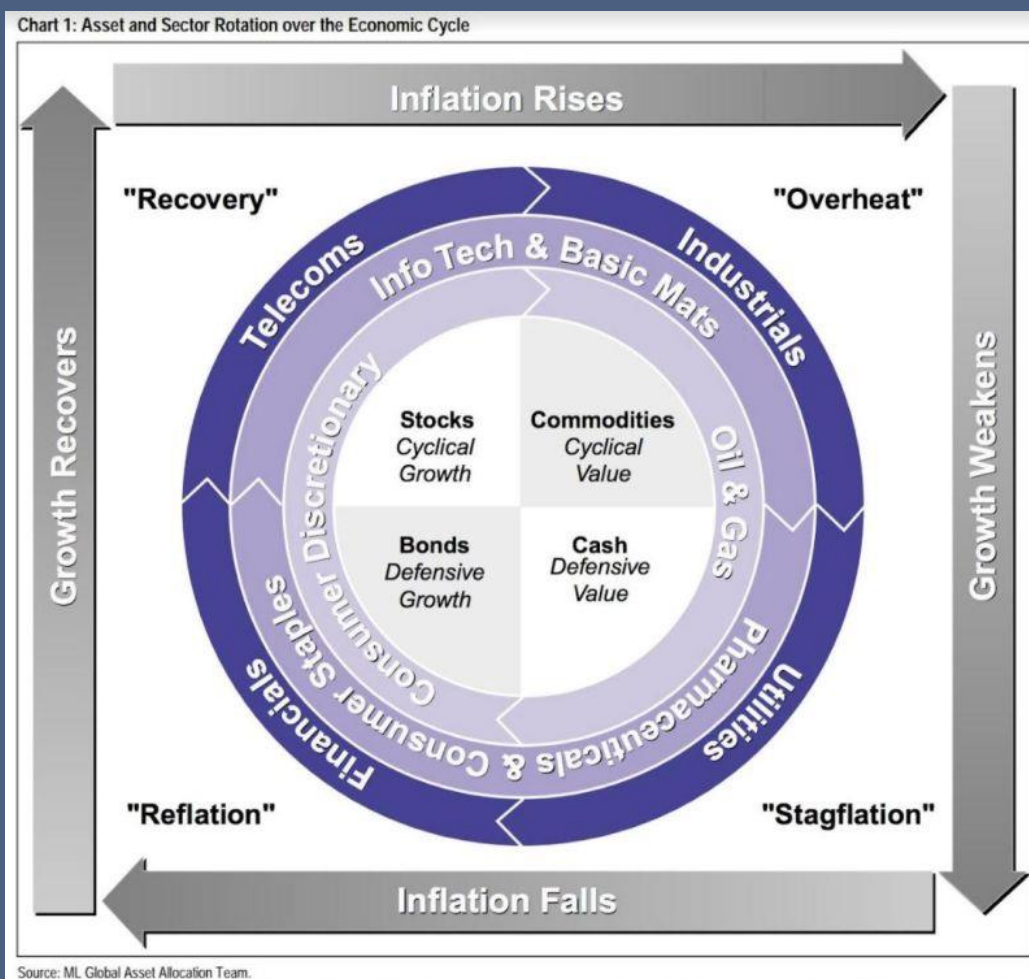 Chart 1: Asset and Sector Rotation over the Economic Cycle
Inflation Rises
"Recovery"
"Overheat"
Growth Recovers
Growth Weakens
Telecoms
Info Tech & Basic Mats
Industrials
Consumer Discretionary
Oil & Gas
Stocks
Cyclical
Growth
Commodities
Cyclical
Value
Bonds
Defensive
Growth
Cash
Defensive
Value
Financials
Pharmaceuticals & Consumer Staples
Utilities
"Reflation"
"Stagflation"
Inflation Falls
Source: ML Global Asset Allocation Team.